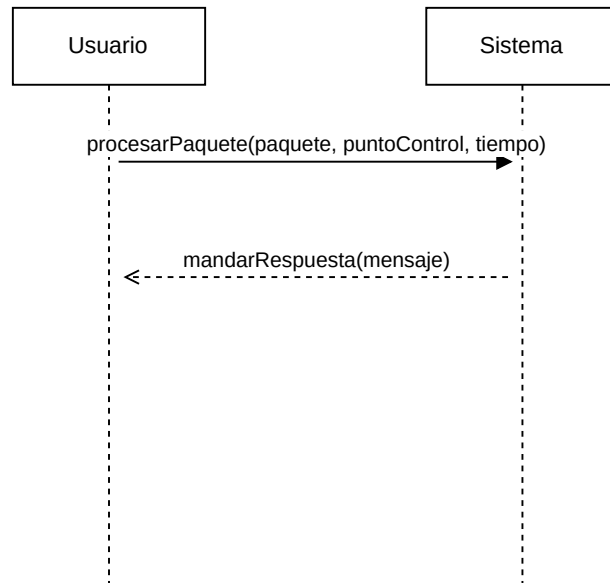 Usuario
Sistema
procesarPaquete(paquete, puntoControl, tiempo)
mandarRespuesta(mensaje)